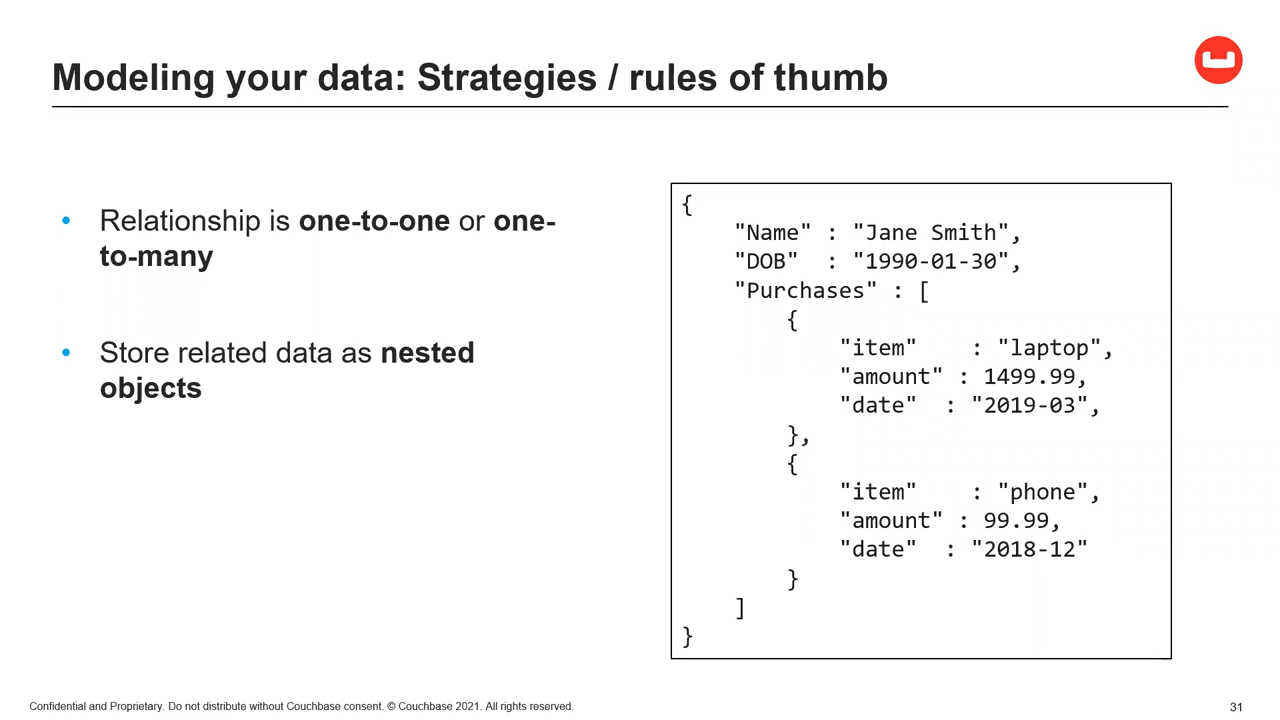 Modeling your data: Strategies / rules of thumb
• Relationship is one-to-one or one-
to-many
• Store related data as nested
objects
{
    "Name" : "Jane Smith",
    "DOB"  : "1990-01-30",
    "Purchases" : [
        {
            "item"    : "laptop",
            "amount" : 1499.99,
            "date"  : "2019-03",
        },
        {
            "item"    : "phone",
            "amount" : 99.99,
            "date"  : "2018-12"
        }
    ]
}
Confidential and Proprietary. Do not distribute without Couchbase consent. © Couchbase 2021. All rights reserved.
31